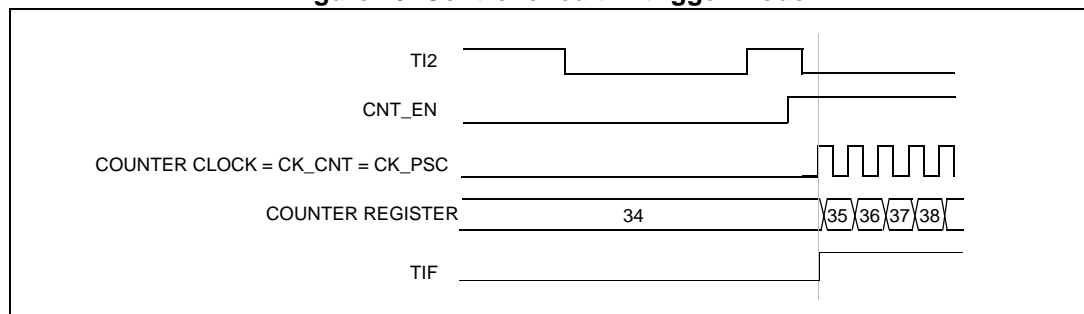 TI2
CNT_EN
COUNTER CLOCK = CK_CNT = CK_PSC
COUNTER REGISTER 34 35 36 37 38
TIF